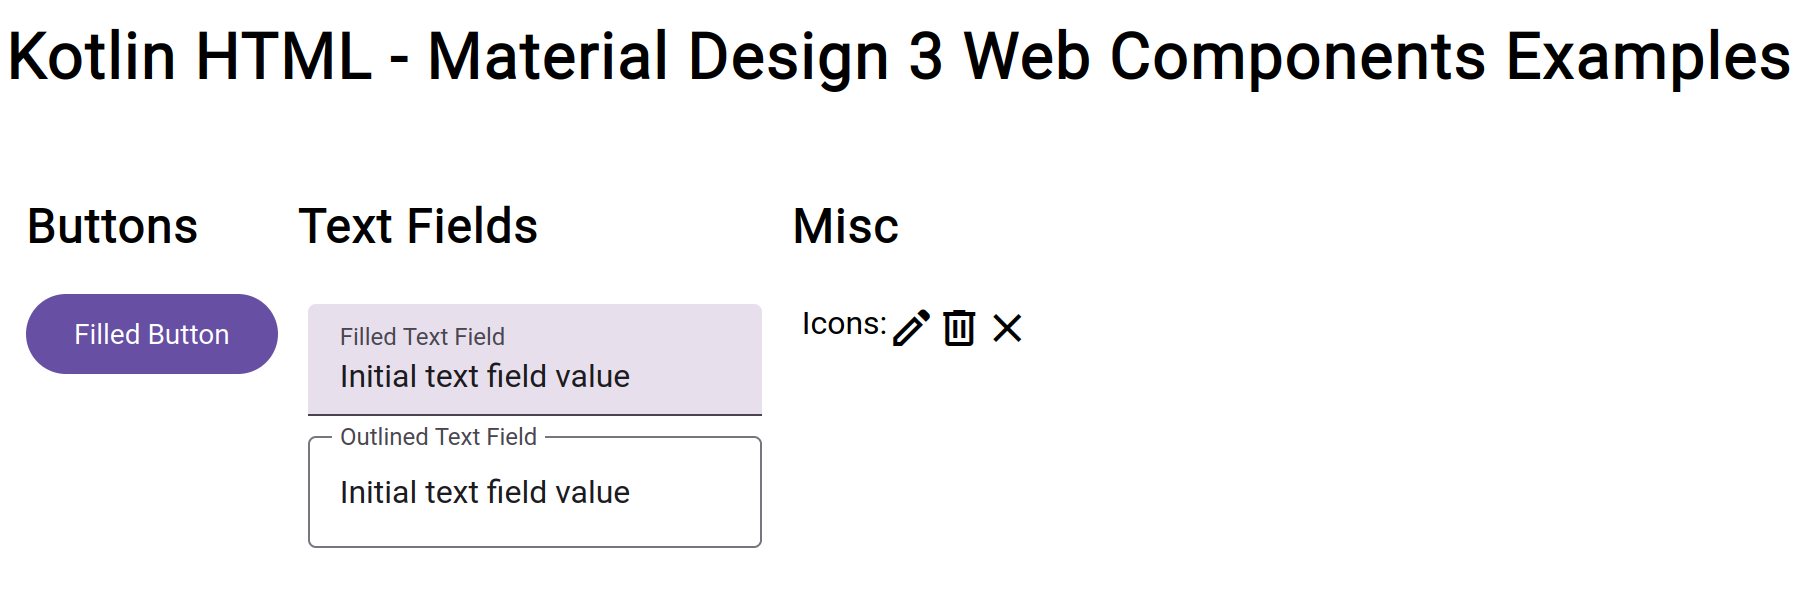 Kotlin HTML - Material Design 3 Web Components Examples
Buttons
Filled Button
Text Fields
Filled Text Field
Initial text field value
Outlined Text Field
Initial text field value
Misc
Icons: